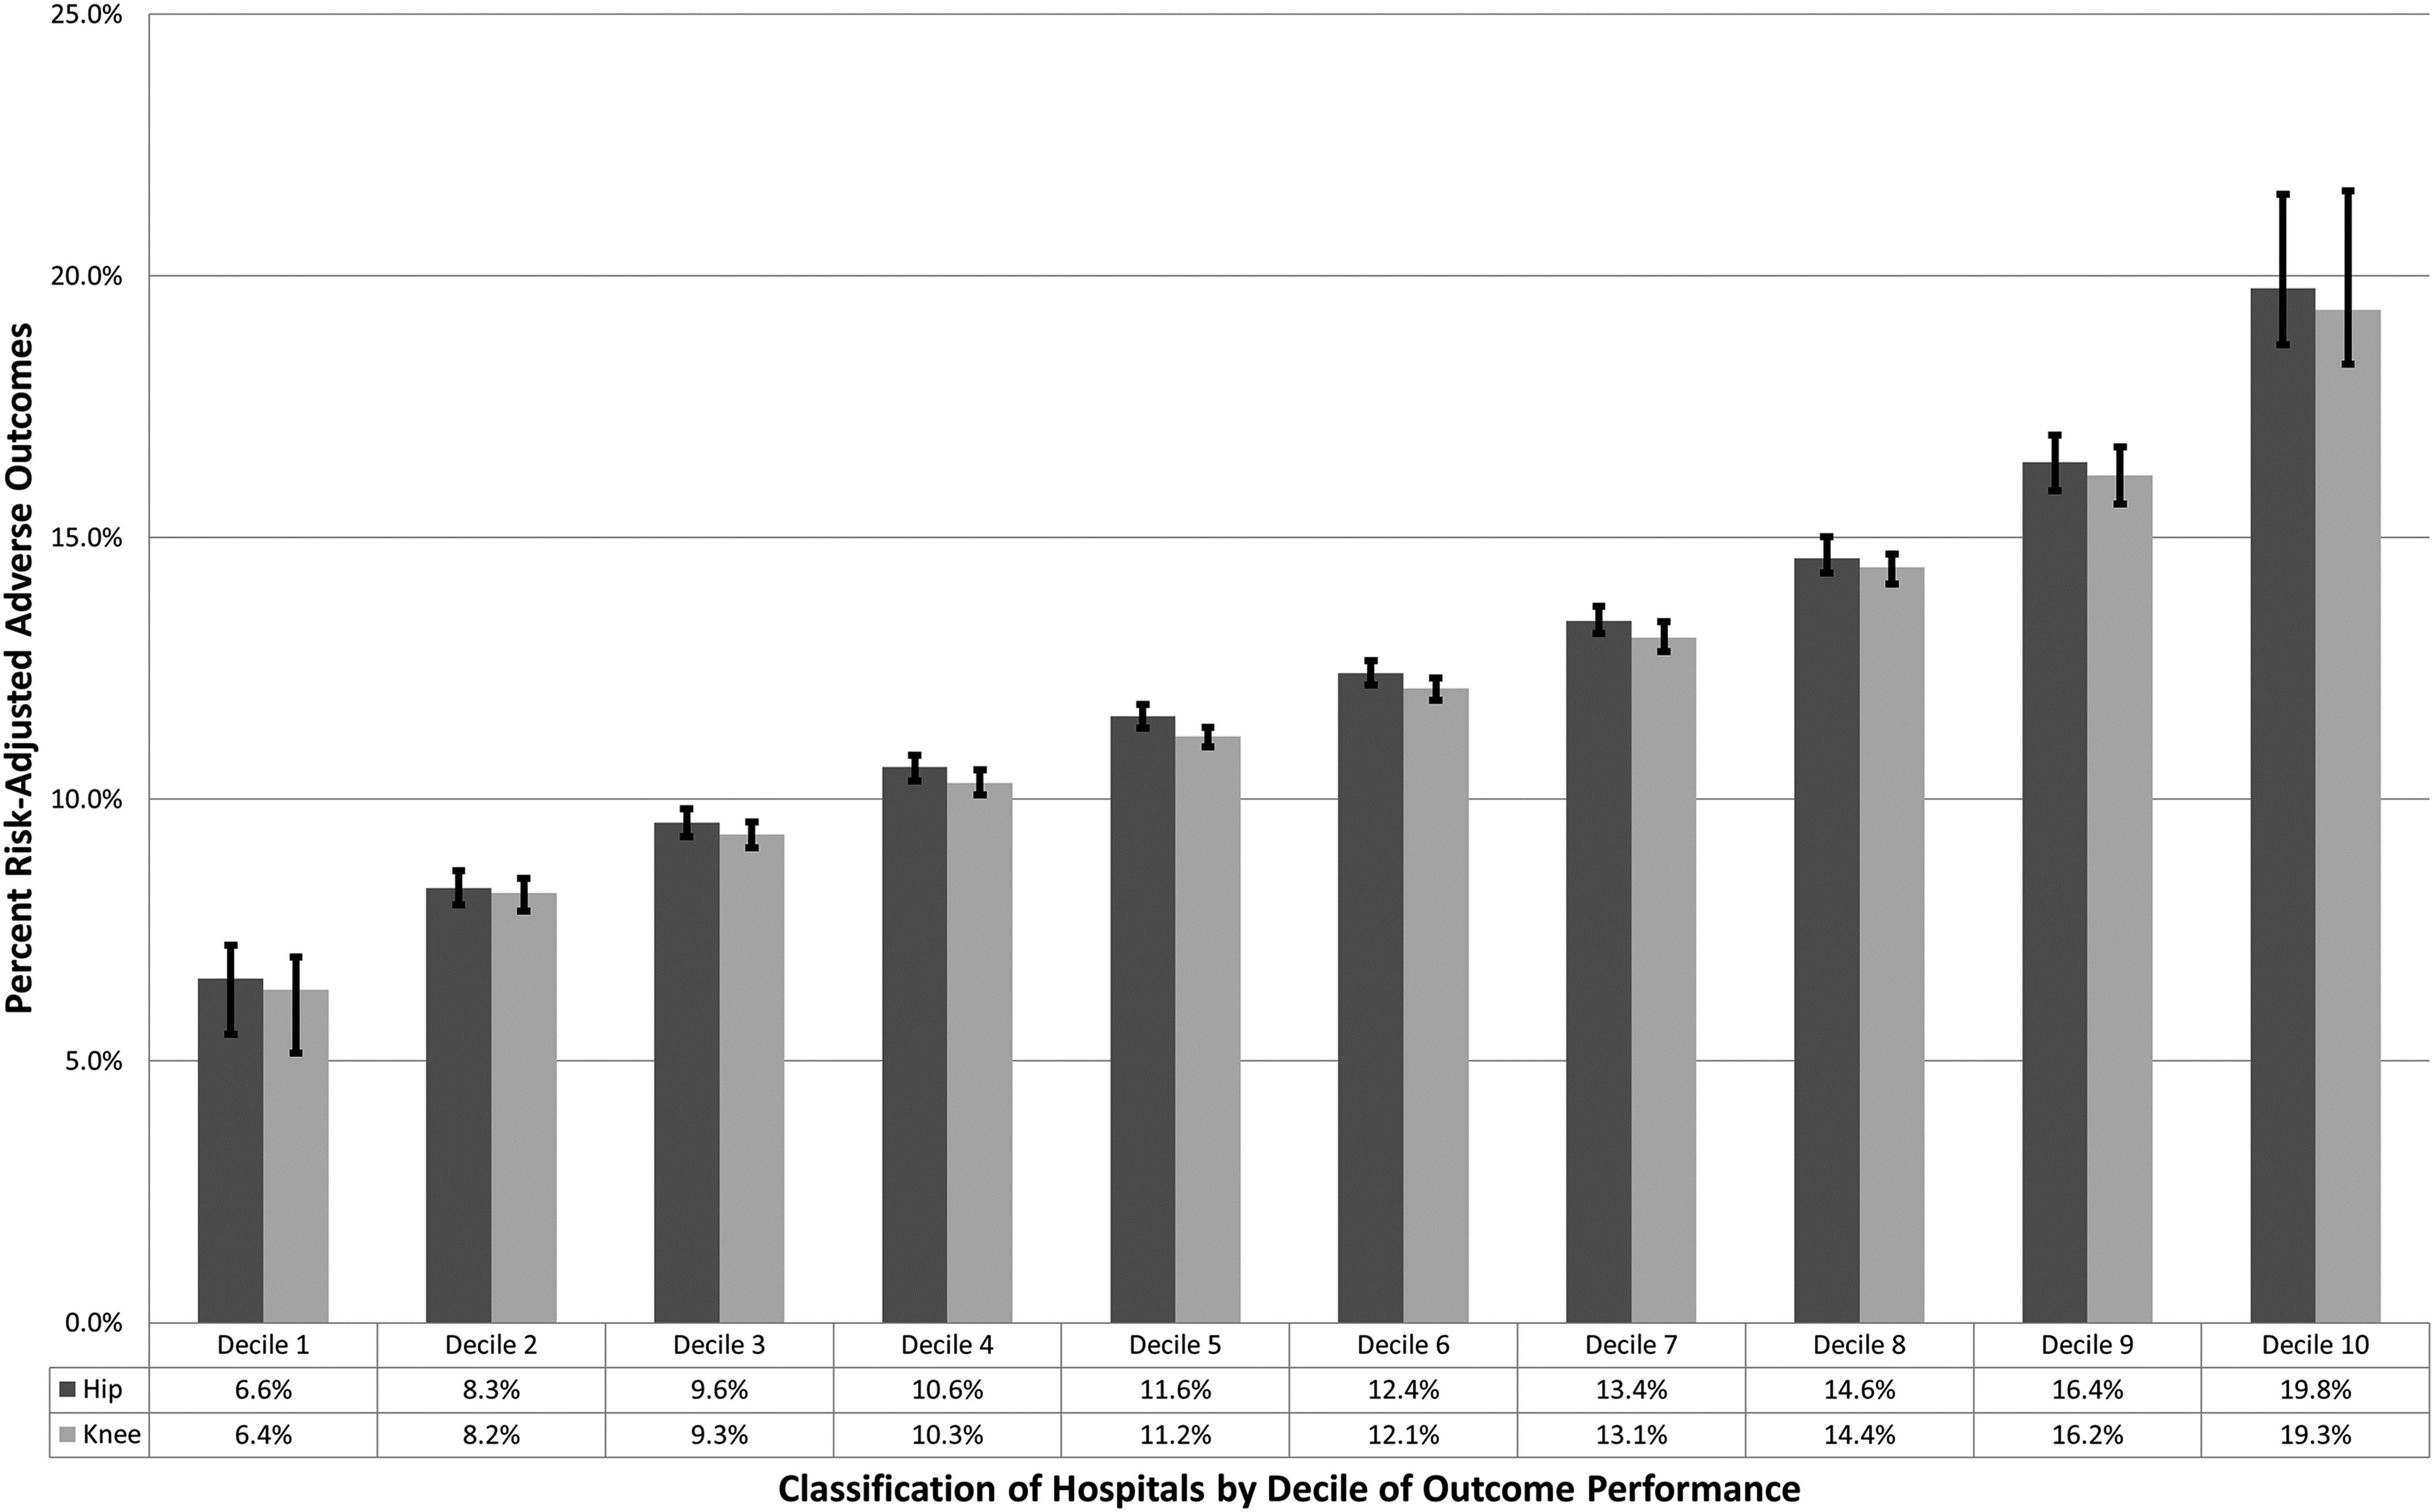 Percent Risk-Adjusted Adverse Outcomes
25.0%
20.0%
15.0%
10.0%
5.0%
0.0%
Decile 1 Decile 2 Decile 3 Decile 4 Decile 5 Decile 6 Decile 7 Decile 8 Decile 9 Decile 10
Hip 6.6% 8.3% 9.6% 10.6% 11.6% 12.4% 13.4% 14.6% 16.4% 19.8%
Knee 6.4% 8.2% 9.3% 10.3% 11.2% 12.1% 13.1% 14.4% 16.2% 19.3%
Classification of Hospitals by Decile of Outcome Performance